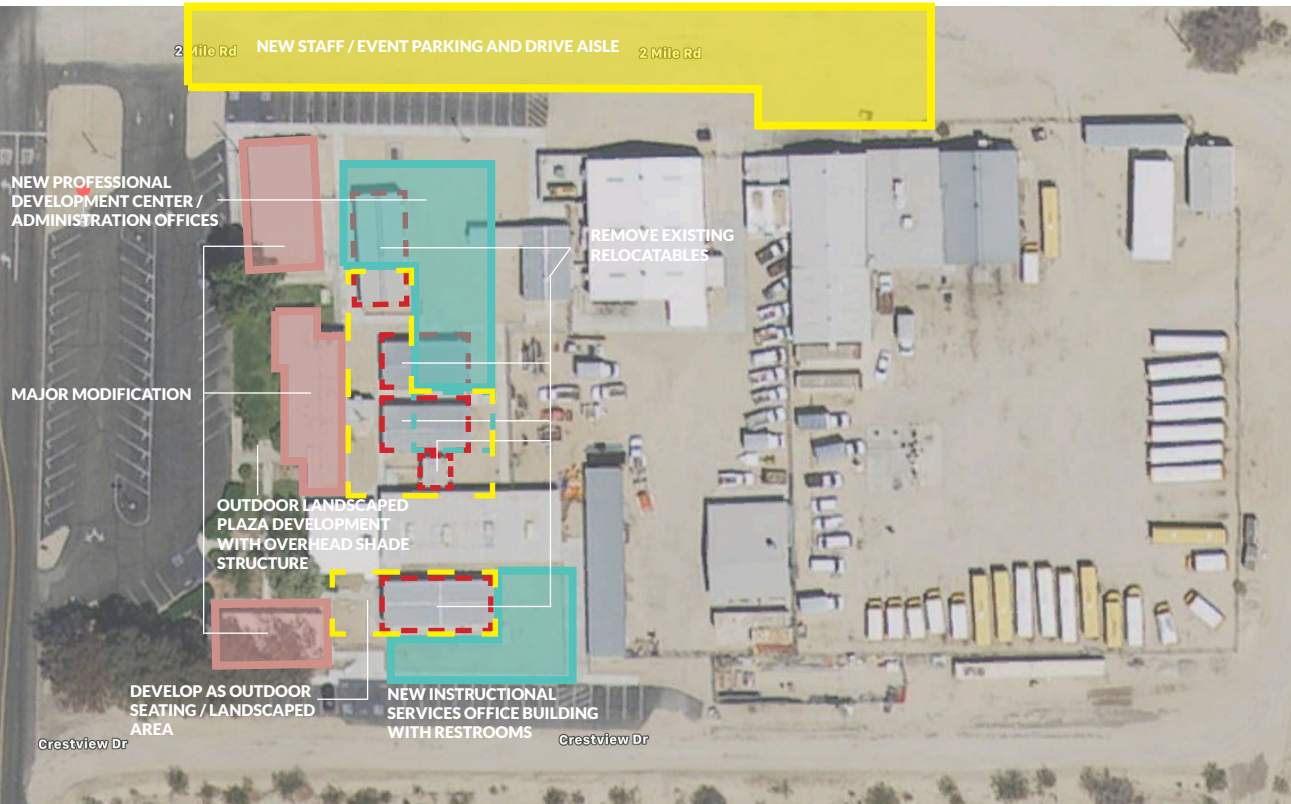 2 Mile Rd
NEW STAFF / EVENT PARKING AND DRIVE AISLE
2 Mile Rd
NEW PROFESSIONAL
DEVELOPMENT CENTER /
ADMINISTRATION OFFICES
REMOVE EXISTING
RELOCATABLES
MAJOR MODIFICATION
OUTDOOR LANDSCAPED
PLAZA DEVELOPMENT
WITH OVERHEAD SHADE
STRUCTURE
DEVELOP AS OUTDOOR
SEATING / LANDSCAPED
AREA
NEW INSTRUCTIONAL
SERVICES OFFICE BUILDING
WITH RESTROOMS
Crestview Dr
Crestview Dr